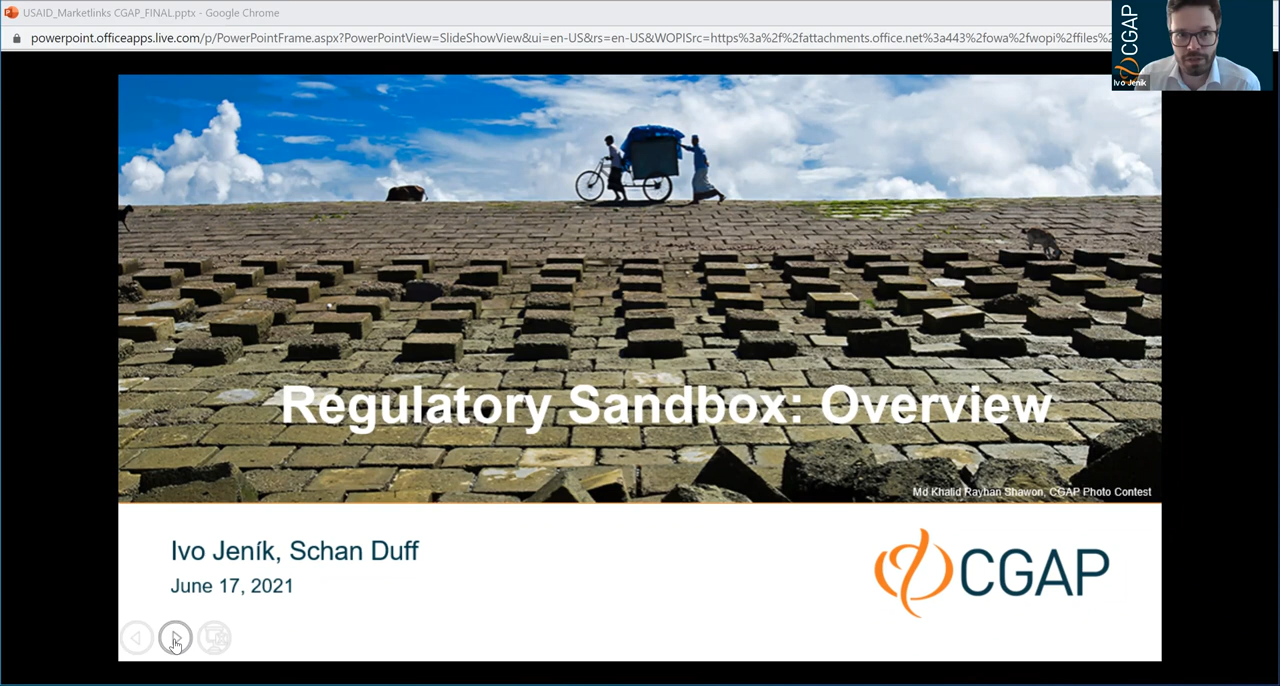 USAID_Marketlinks CGAP_FINAL.pptx - Google Chrome
powerpoint.officeapps.live.com/p/PowerPointFrame.aspx?PowerPointView=SlideShowView&ui=en-US&rs=en-US&WOPISrc=https%3a%2f%2fattachments.office.net%3a443%2fowa%2fwopi%2ffiles%2
CGAP
Ivo Jeník
Regulatory Sandbox: Overview
Md Khalid Rayhan Shawon, CGAP Photo Contest
Ivo Jeník, Schan Duff
June 17, 2021
CGAP